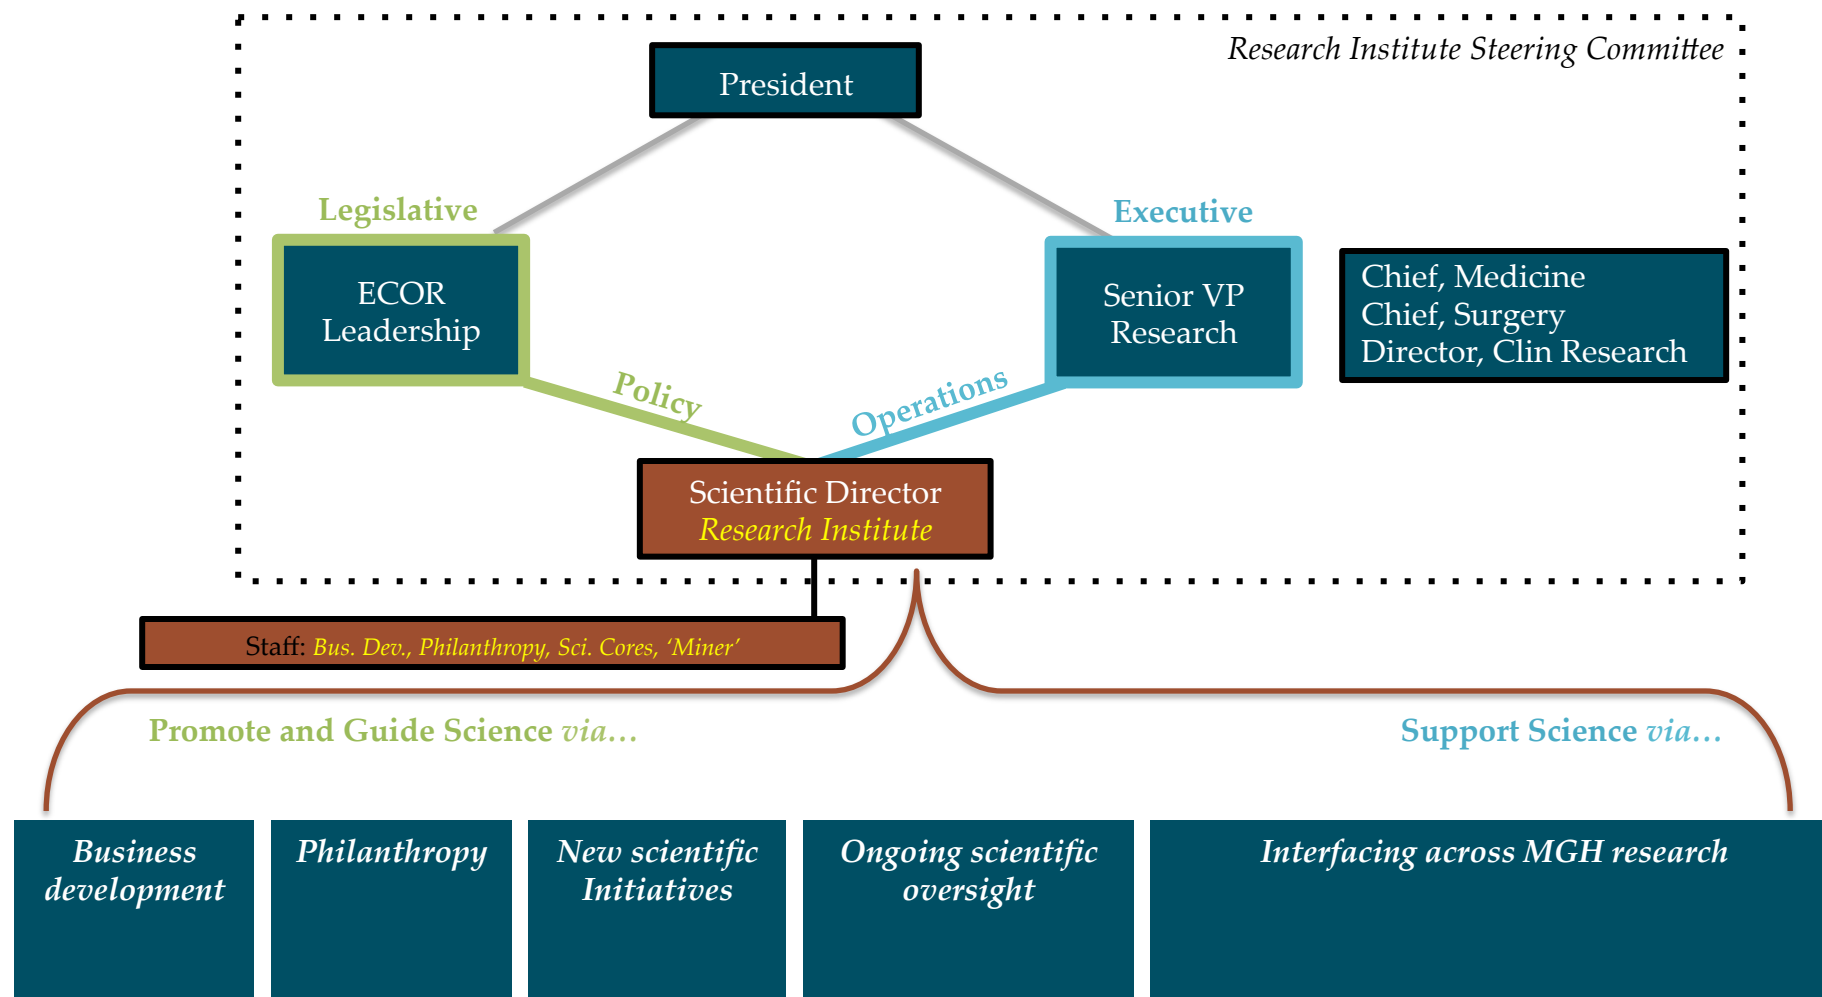 Research Institute Steering Committee
President
Legislative
Executive
ECOR
Leadership
Senior VP
Research
Chief, Medicine
Chief, Surgery
Director, Clin Research
Policy
Operations
Scientific Director
Research Institute
Staff: Bus. Dev., Philanthropy, Sci. Cores, ‘Miner’
Promote and Guide Science via…
Support Science via…
Business
development
Philanthropy
New scientific
Initiatives
Ongoing scientific
oversight
Interfacing across MGH research